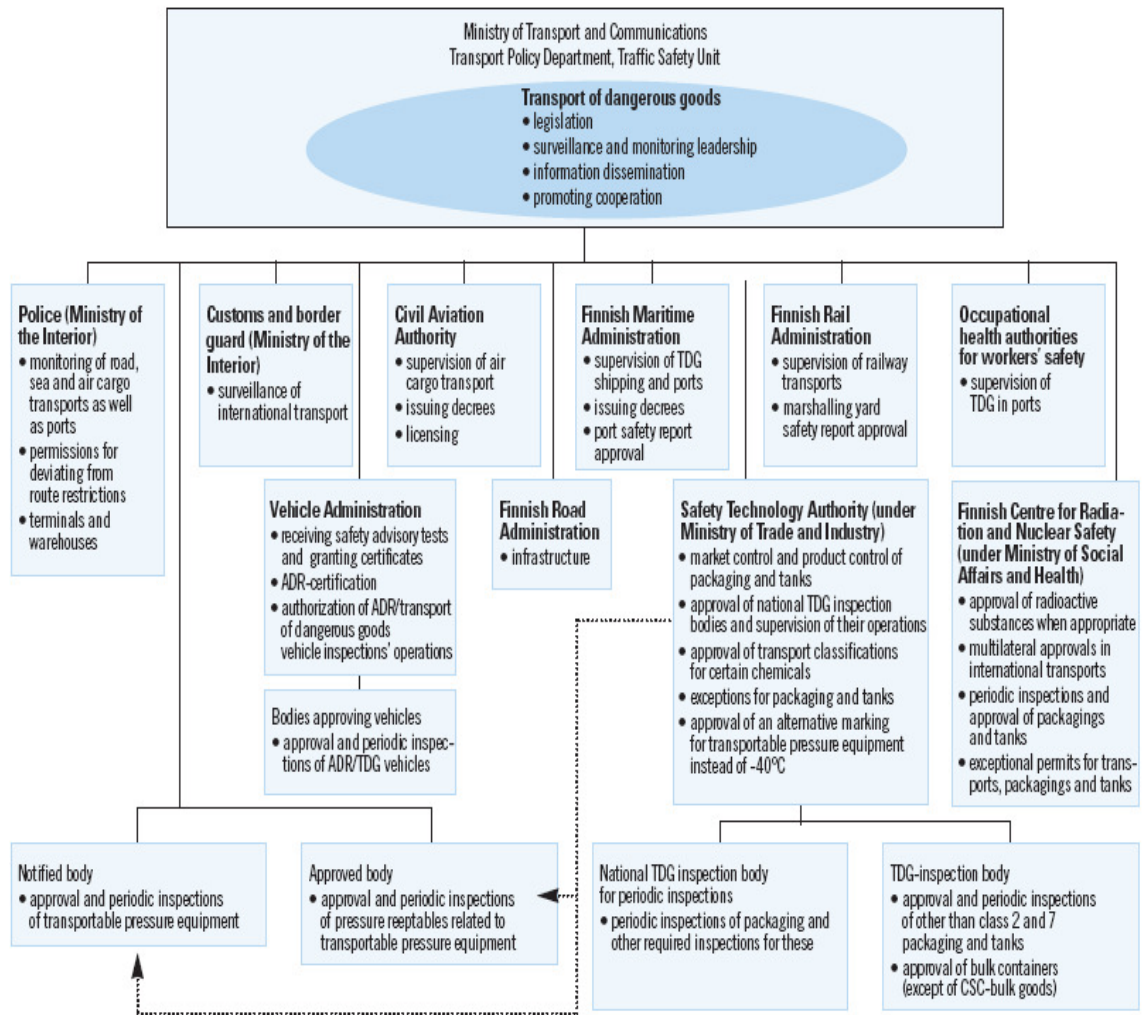 Ministry of Transport and Communications
Transport Policy Department, Traffic Safety Unit
Transport of dangerous goods
• legislation
• surveillance and monitoring leadership
• information dissemination
• promoting cooperation
Police (Ministry of
the Interior)
• monitoring of road,
sea and air cargo
transports as well
as ports
• permissions for
deviating from
route restrictions
• terminals and
warehouses
Customs and border
guard (Ministry of the
Interior)
• surveillance of
international transport
Civil Aviation
Authority
• supervision of air
cargo transport
• issuing decrees
• licensing
Finnish Maritime
Administration
• supervision of TDG
shipping and ports
• issuing decrees
• port safety report
approval
Finnish Rail
Administration
• supervision of railway
transports
• marshalling yard
safety report approval
Occupational
health authorities
for workers' safety
• supervision of
TDG in ports
Vehicle Administration
• receiving safety advisory tests
and granting certificates
• ADR-certification
• authorization of ADR/transport
of dangerous goods
vehicle inspections' operations
Finnish Road
Administration
• infrastructure
Safety Technology Authority (under
Ministry of Trade and Industry)
• market control and product control of
packaging and tanks
• approval of national TDG inspection
bodies and supervision of their operations
• approval of transport classifications
for certain chemicals
• exceptions for packaging and tanks
• approval of an alternative marking
for transportable pressure equipment
instead of -40°C
Finnish Centre for Radia-
tion and Nuclear Safety
(under Ministry of Social
Affairs and Health)
• approval of radioactive
substances when appropriate
• multilateral approvals in
international transports
• periodic inspections and
approval of packagings
and tanks
• exceptional permits for trans-
ports, packagings and tanks
Bodies approving vehicles
• approval and periodic inspec-
tions of ADR/TDG vehicles
Notified body
• approval and periodic inspections
of transportable pressure equipment
Approved body
• approval and periodic inspections
of pressure reeptables related to
transportable pressure equipment
National TDG inspection body
for periodic inspections
• periodic inspections of packaging and
other required inspections for these
TDG-inspection body
• approval and periodic inspections
of other than class 2 and 7
packaging and tanks
• approval of bulk containers
(except of CSC-bulk goods)